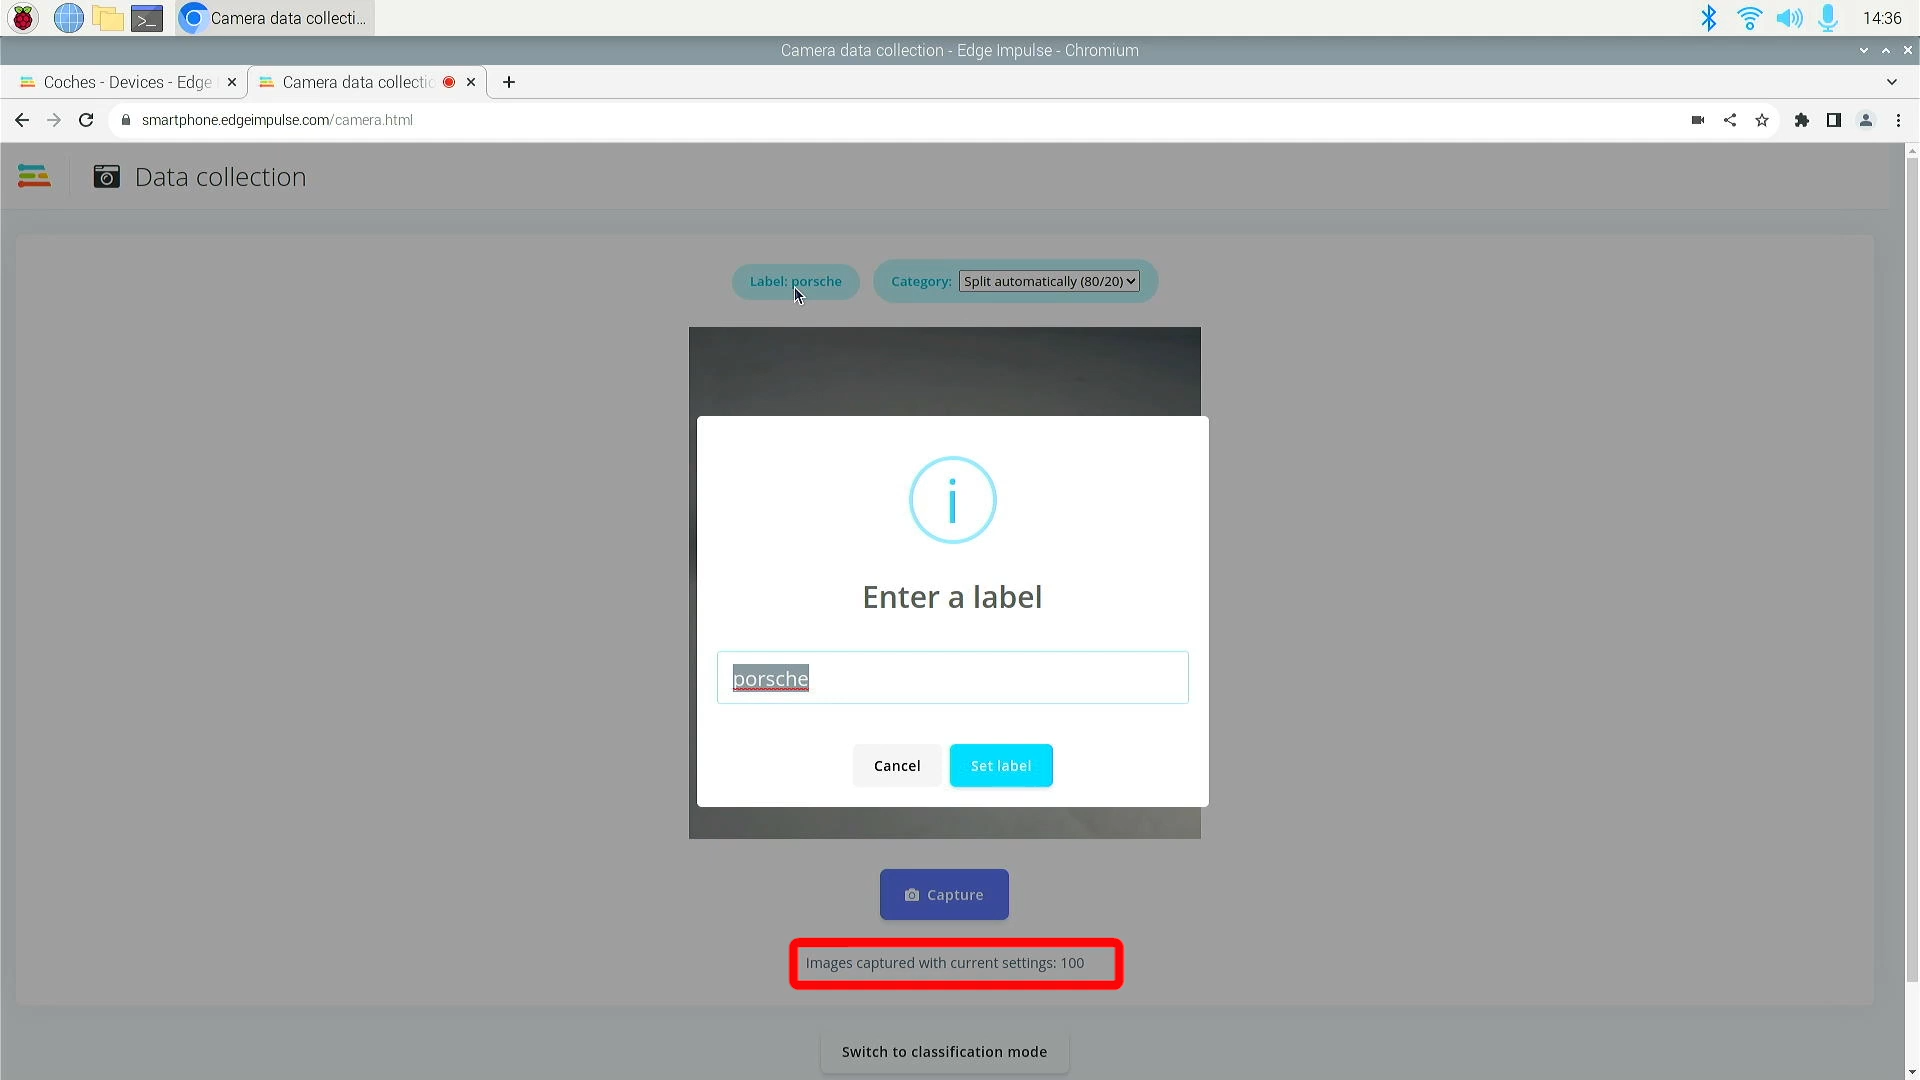 Camera data collecti...
14:36
Camera data collection - Edge Impulse - Chromium
Coches - Devices - Edge
Camera data collectio
smartphone.edgeimpulse.com/camera.html
Data collection
Label: porsche
Category: Split automatically (80/20)
Enter a label
porsche
Cancel
Set label
Capture
Images captured with current settings: 100
Switch to classification mode